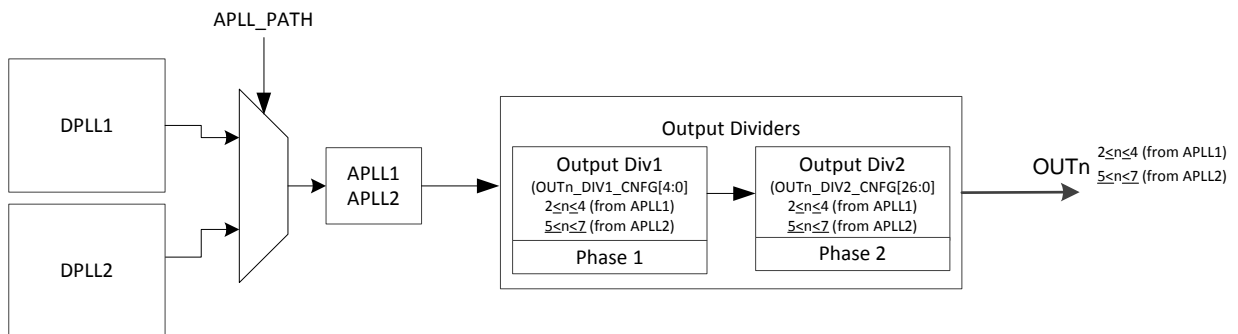 APLL_PATH
DPLL1
DPLL2
APLL1
APLL2
Output Dividers
Output Div1
(OUTn_DIV1_CNFG[4:0]
2≤n≤4 (from APLL1)
5≤n≤7 (from APLL2)
Phase 1
Output Div2
(OUTn_DIV2_CNFG[26:0]
2≤n≤4 (from APLL1)
5≤n≤7 (from APLL2)
Phase 2
OUTn
2≤n≤4 (from APLL1)
5≤n≤7 (from APLL2)